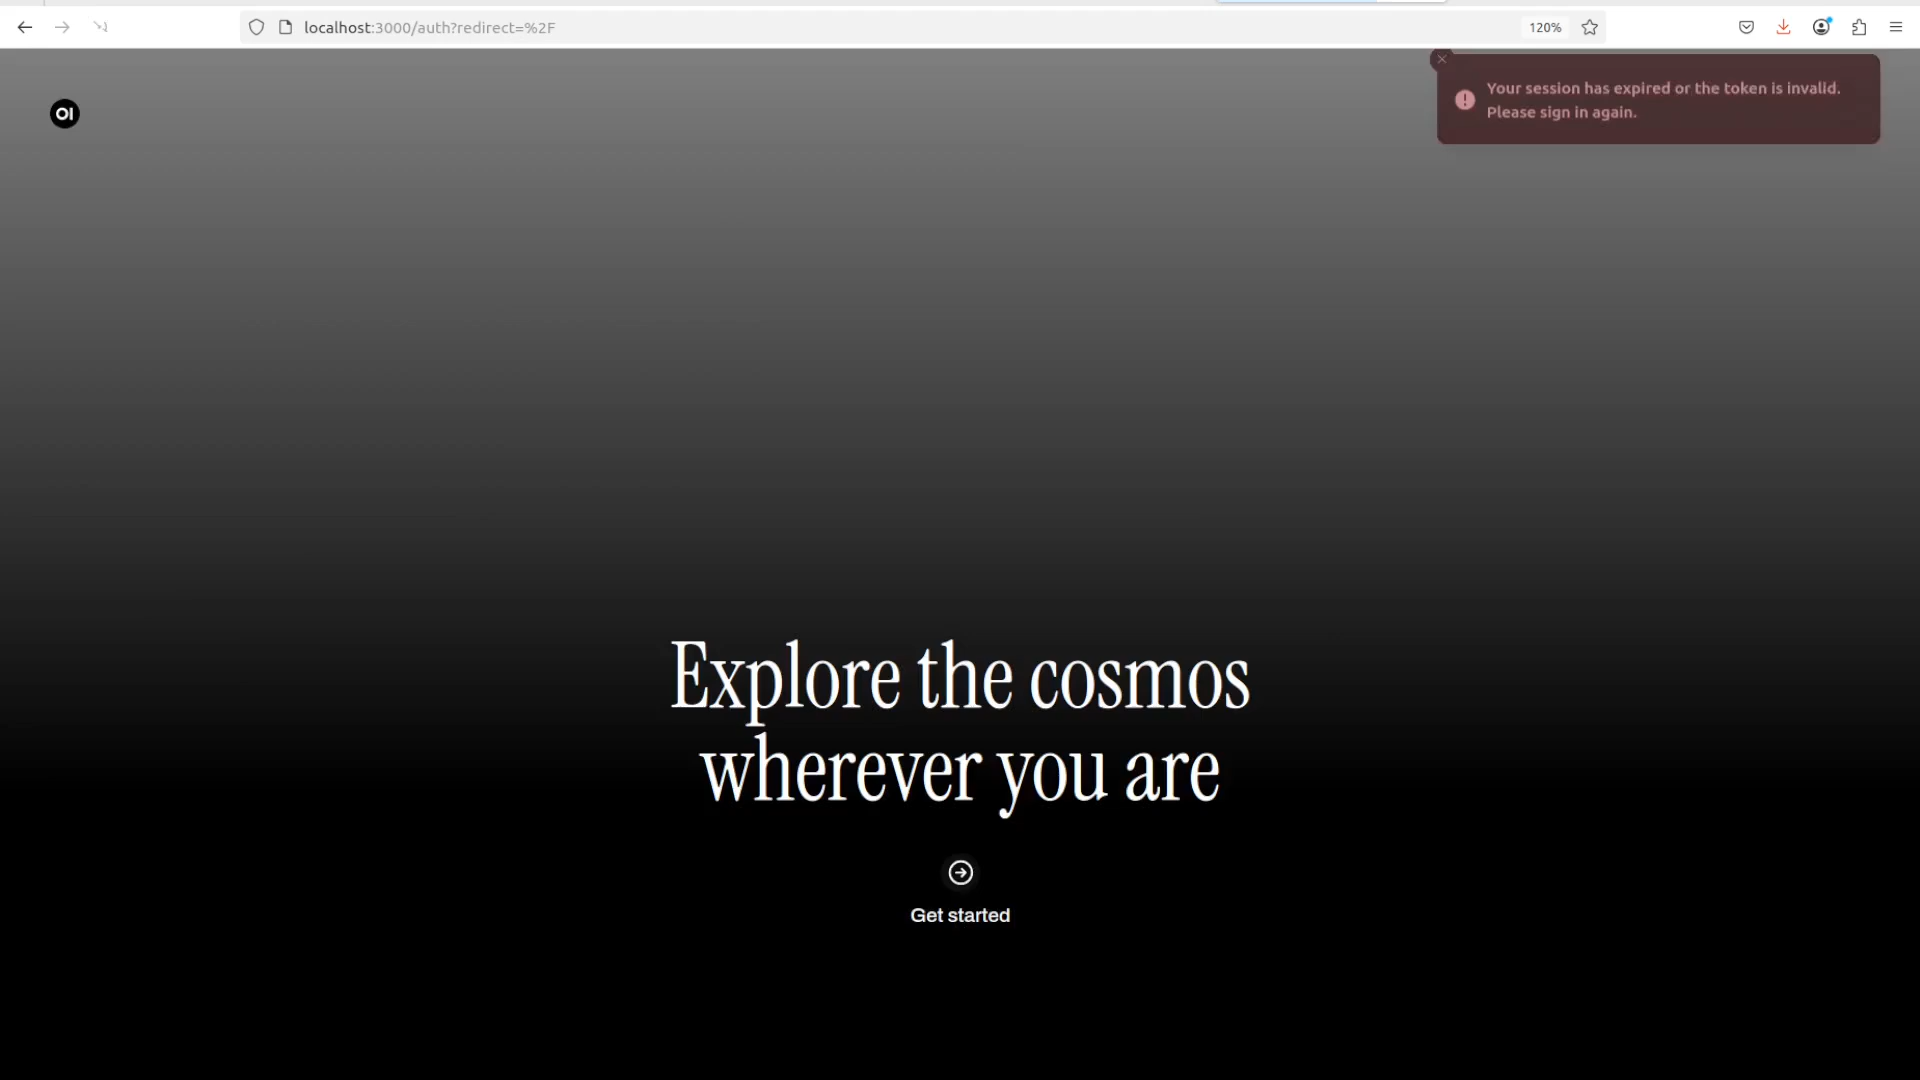 localhost:3000/auth?redirect=%2F
120%
OI
Your session has expired or the token is invalid.
Please sign in again.
Explore the cosmos
wherever you are
Get started